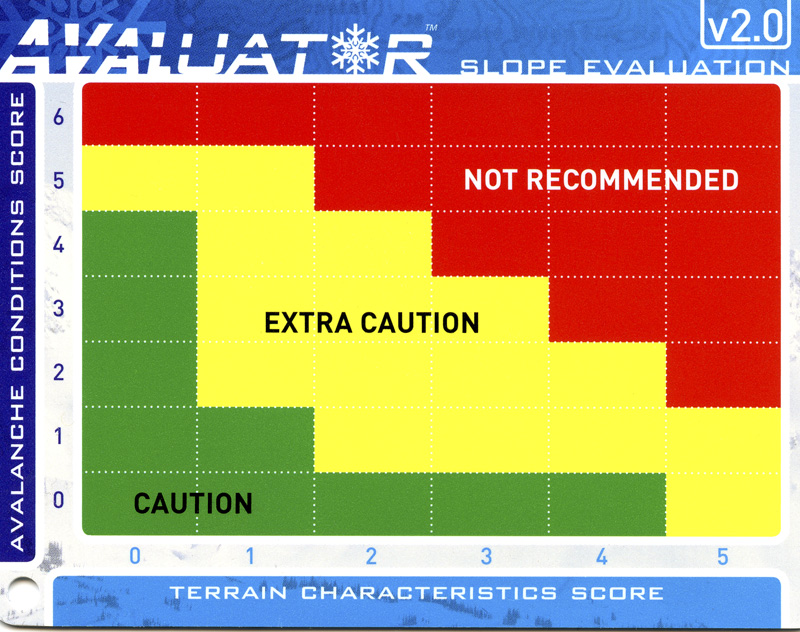 AVALUATOR™
v2.0
SLOPE EVALUATION
AVALANCHE CONDITIONS SCORE
6
5
NOT RECOMMENDED
4
3
EXTRA CAUTION
2
1
0
CAUTION
0 1 2 3 4 5
TERRAIN CHARACTERISTICS SCORE